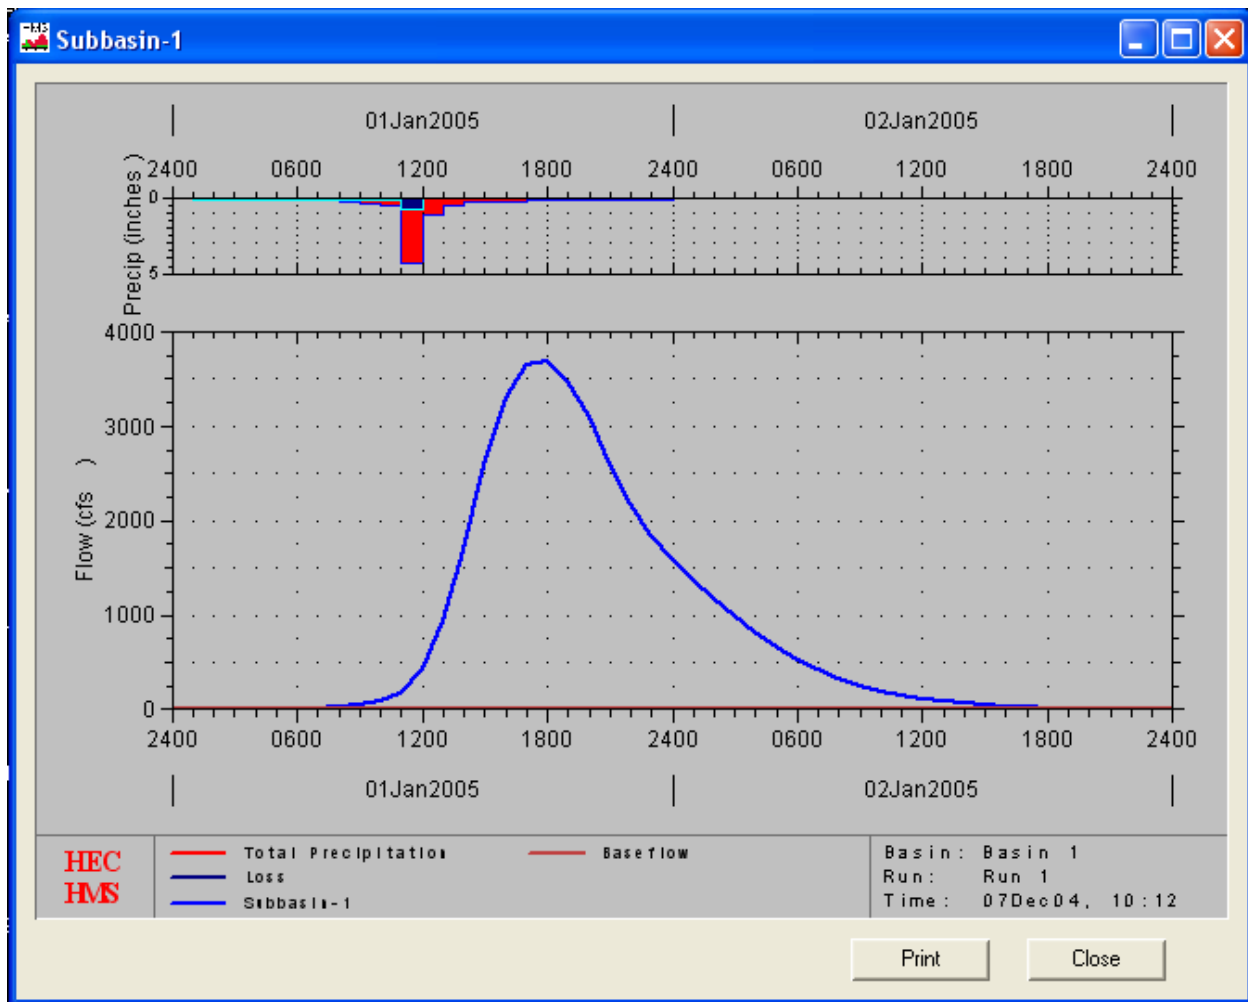 Subbasin-1
01Jan2005 02Jan2005
2400 0600 1200 1800 2400 0600 1200 1800 2400
Precip (inches )
0
5
Flow (cfs )
4000
3000
2000
1000
0
2400 0600 1200 1800 2400 0600 1200 1800 2400
01Jan2005 02Jan2005
HEC
HMS
Total Precipitation Baseflow
Loss
Subbasin-1
Basin: Basin 1
Run: Run 1
Time: 07Dec04, 10:12
Print Close